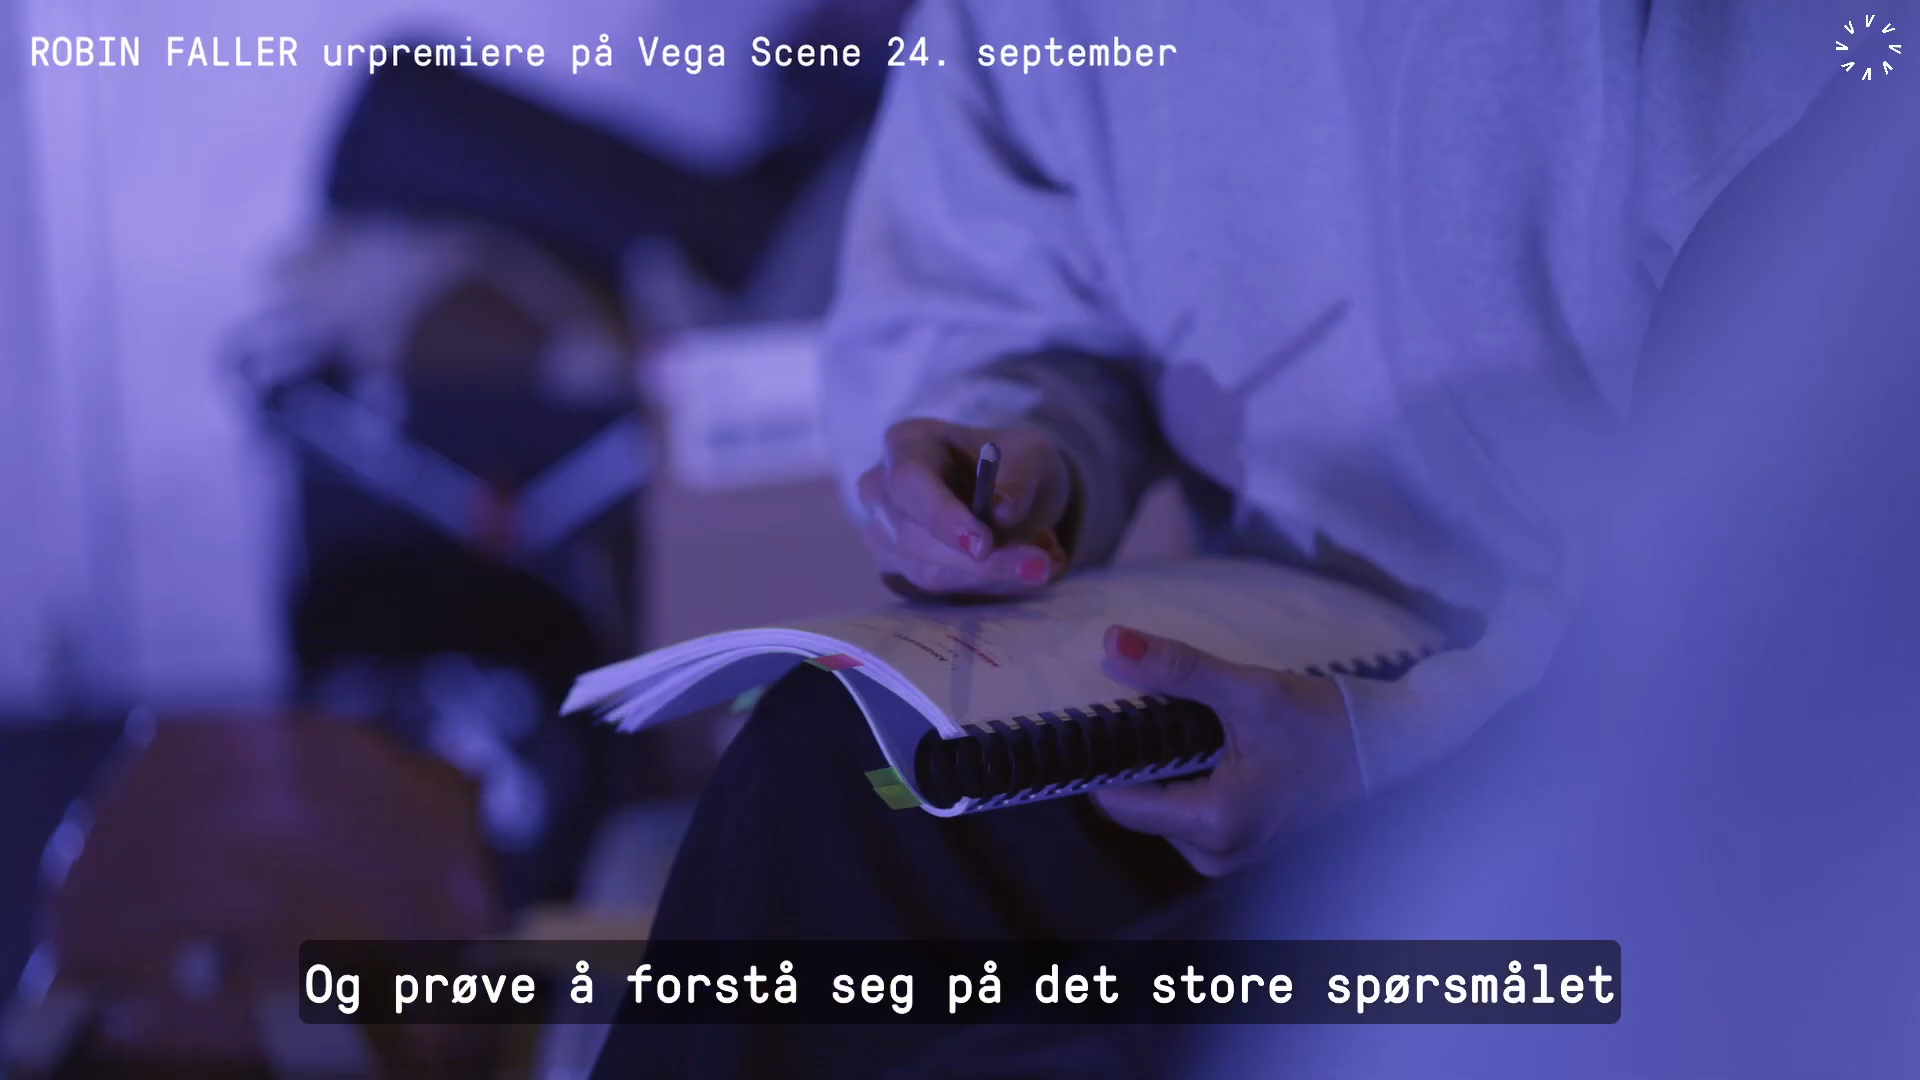 ROBIN FALLER urpremiere på Vega Scene 24. september
Og prøve å forstå seg på det store spørsmålet